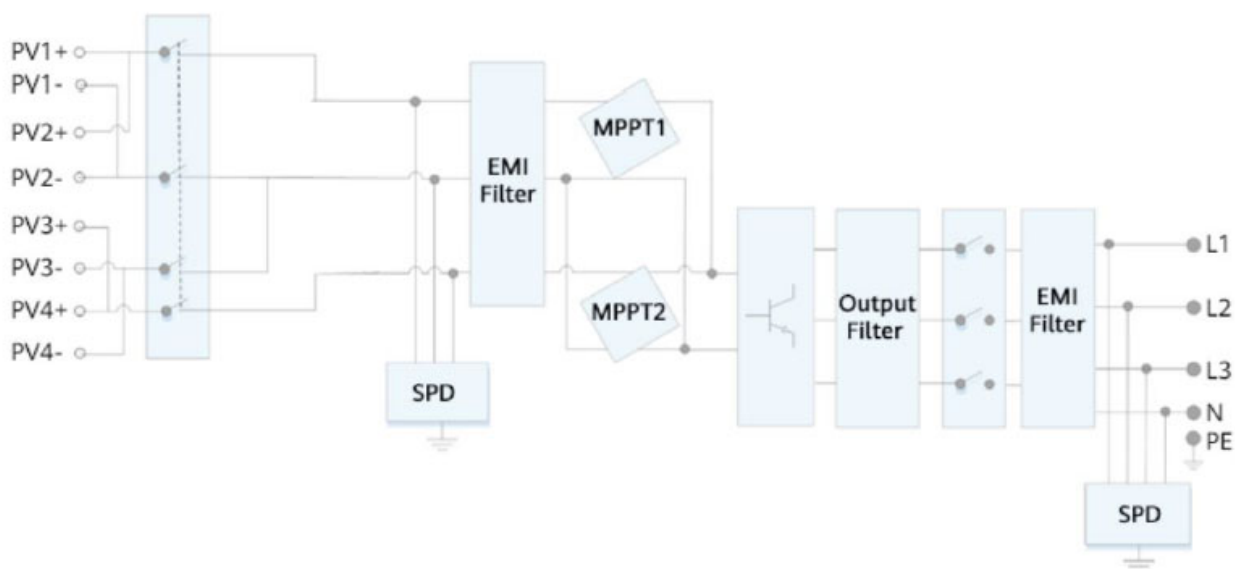 PV1+
PV1-
PV2+
PV2-
PV3+
PV3-
PV4+
PV4-
EMI
Filter
SPD
MPPT1
MPPT2
Output
Filter
EMI
Filter
L1
L2
L3
N
PE
SPD